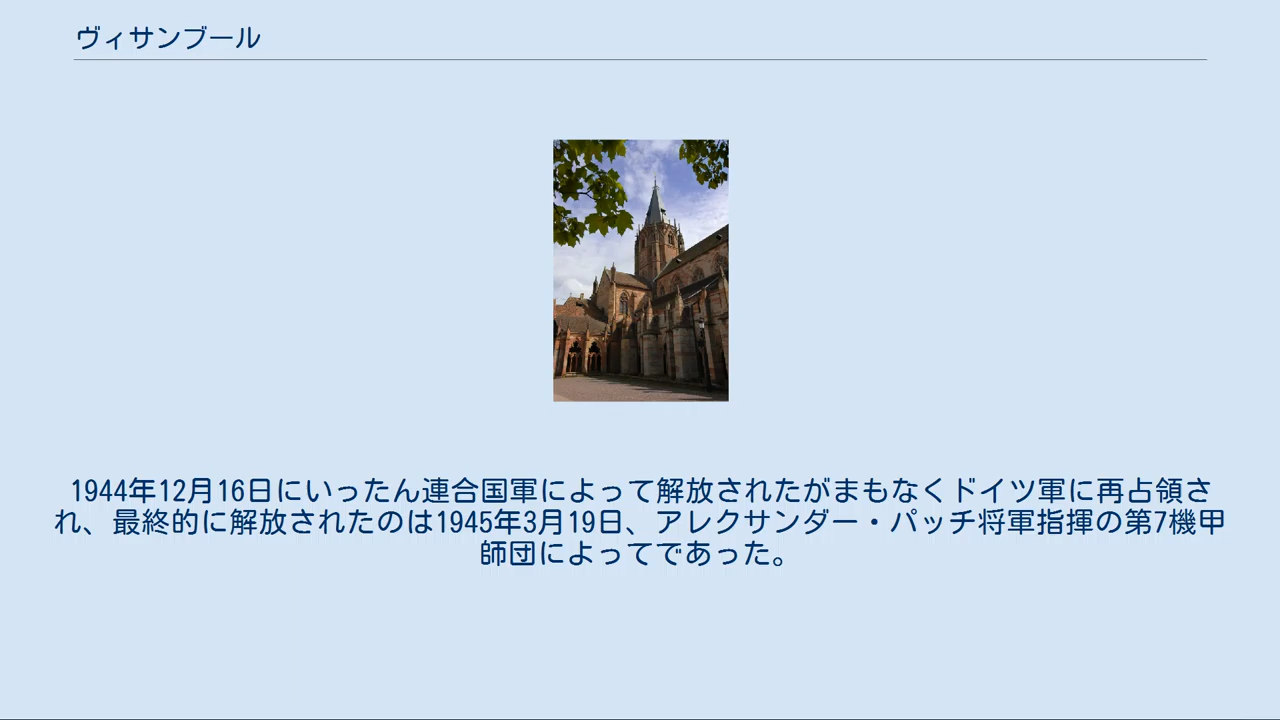 ヴィサンブール
1944年12月16日にいったん連合国軍によって解放されたがまもなくドイツ軍に再占領さ
れ、最終的に解放されたのは1945年3月19日、アレクサンダー・パッチ将軍指揮の第7機甲
師団によってであった。